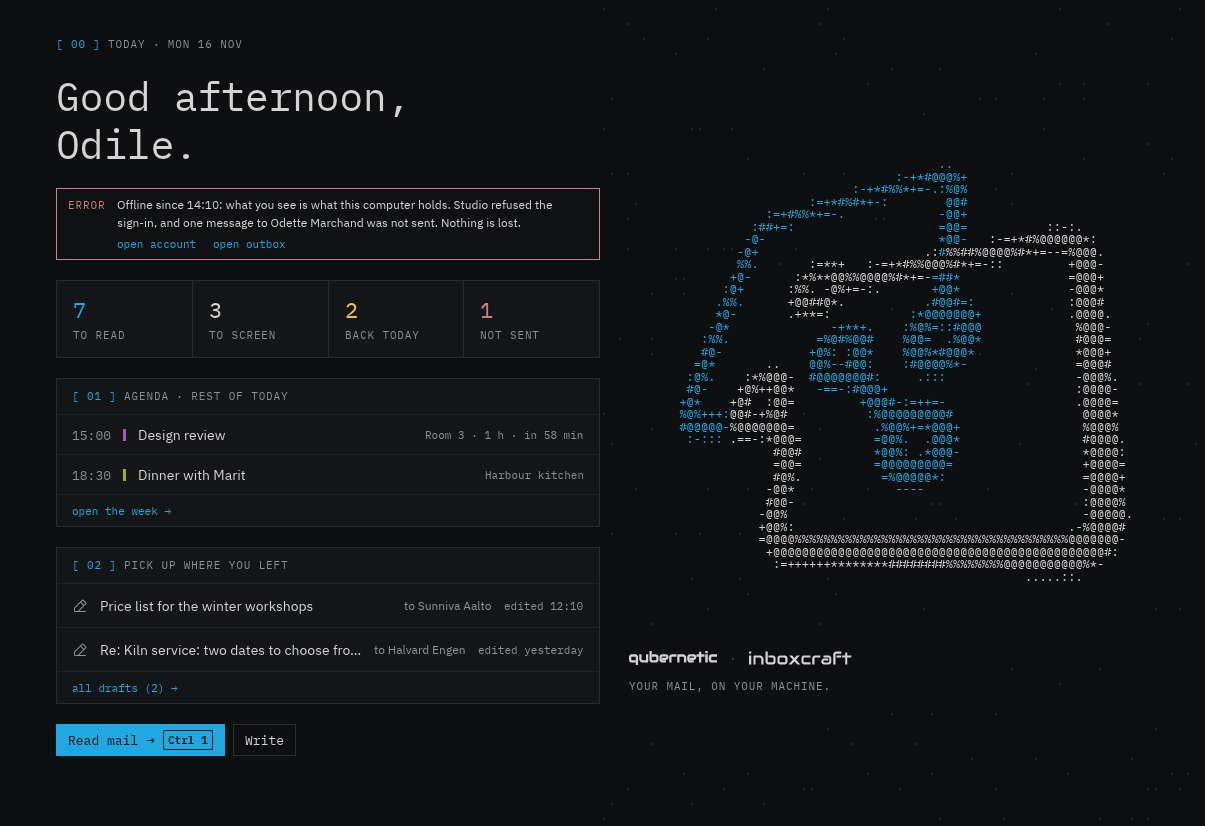 [ 00 ] TODAY · MON 16 NOV
Good afternoon,
Odile.
ERROR Offline since 14:10: what you see is what this computer holds. Studio refused the
sign-in, and one message to Odette Marchand was not sent. Nothing is lost.
open account open outbox
7 3 2 1
TO READ TO SCREEN BACK TODAY NOT SENT
[ 01 ] AGENDA · REST OF TODAY
15:00 Design review Room 3 · 1 h · in 58 min
18:30 Dinner with Marit Harbour kitchen
open the week →
[ 02 ] PICK UP WHERE YOU LEFT
Price list for the winter workshops to Sunniva Aalto edited 12:10
Re: Kiln service: two dates to choose fro… to Halvard Engen edited yesterday
all drafts (2) →
Read mail → Ctrl 1 Write
qubernetic · inboxcraft
YOUR MAIL, ON YOUR MACHINE.